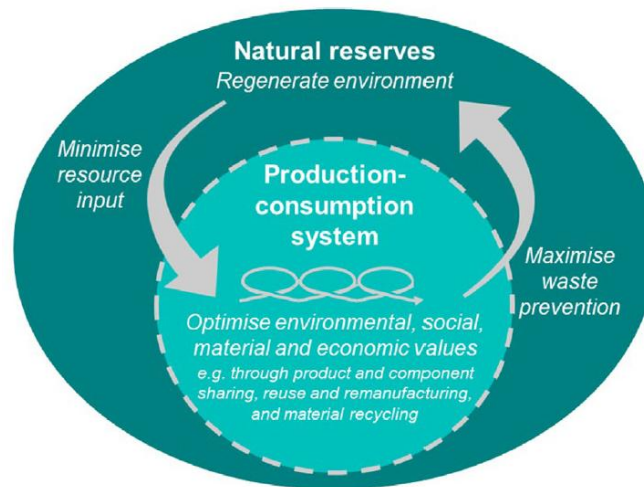 Natural reserves
Regenerate environment
Minimise
resource
input
Production-
consumption
system
Maximise
waste
prevention
Optimise environmental, social,
material and economic values
e.g. through product and component
sharing, reuse and remanufacturing,
and material recycling